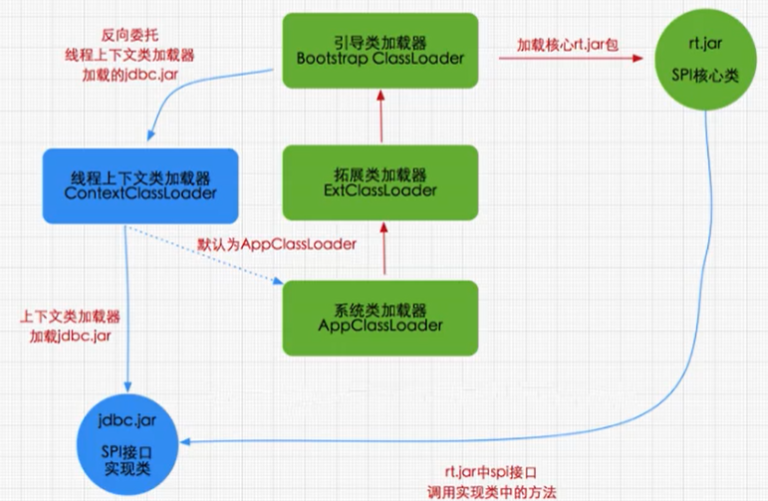 反向委托
线程上下文类加载器
加载的jdbc.jar
引导类加载器
Bootstrap ClassLoader
加载核心rt.jar包
rt.jar
SPI核心类
线程上下文类加载器
ContextClassLoader
拓展类加载器
ExtClassLoader
默认为AppClassLoader
系统类加载器
AppClassLoader
上下文类加载器
加载jdbc.jar
jdbc.jar
SPI接口
实现类
rt.jar中spi接口
调用实现类中的方法